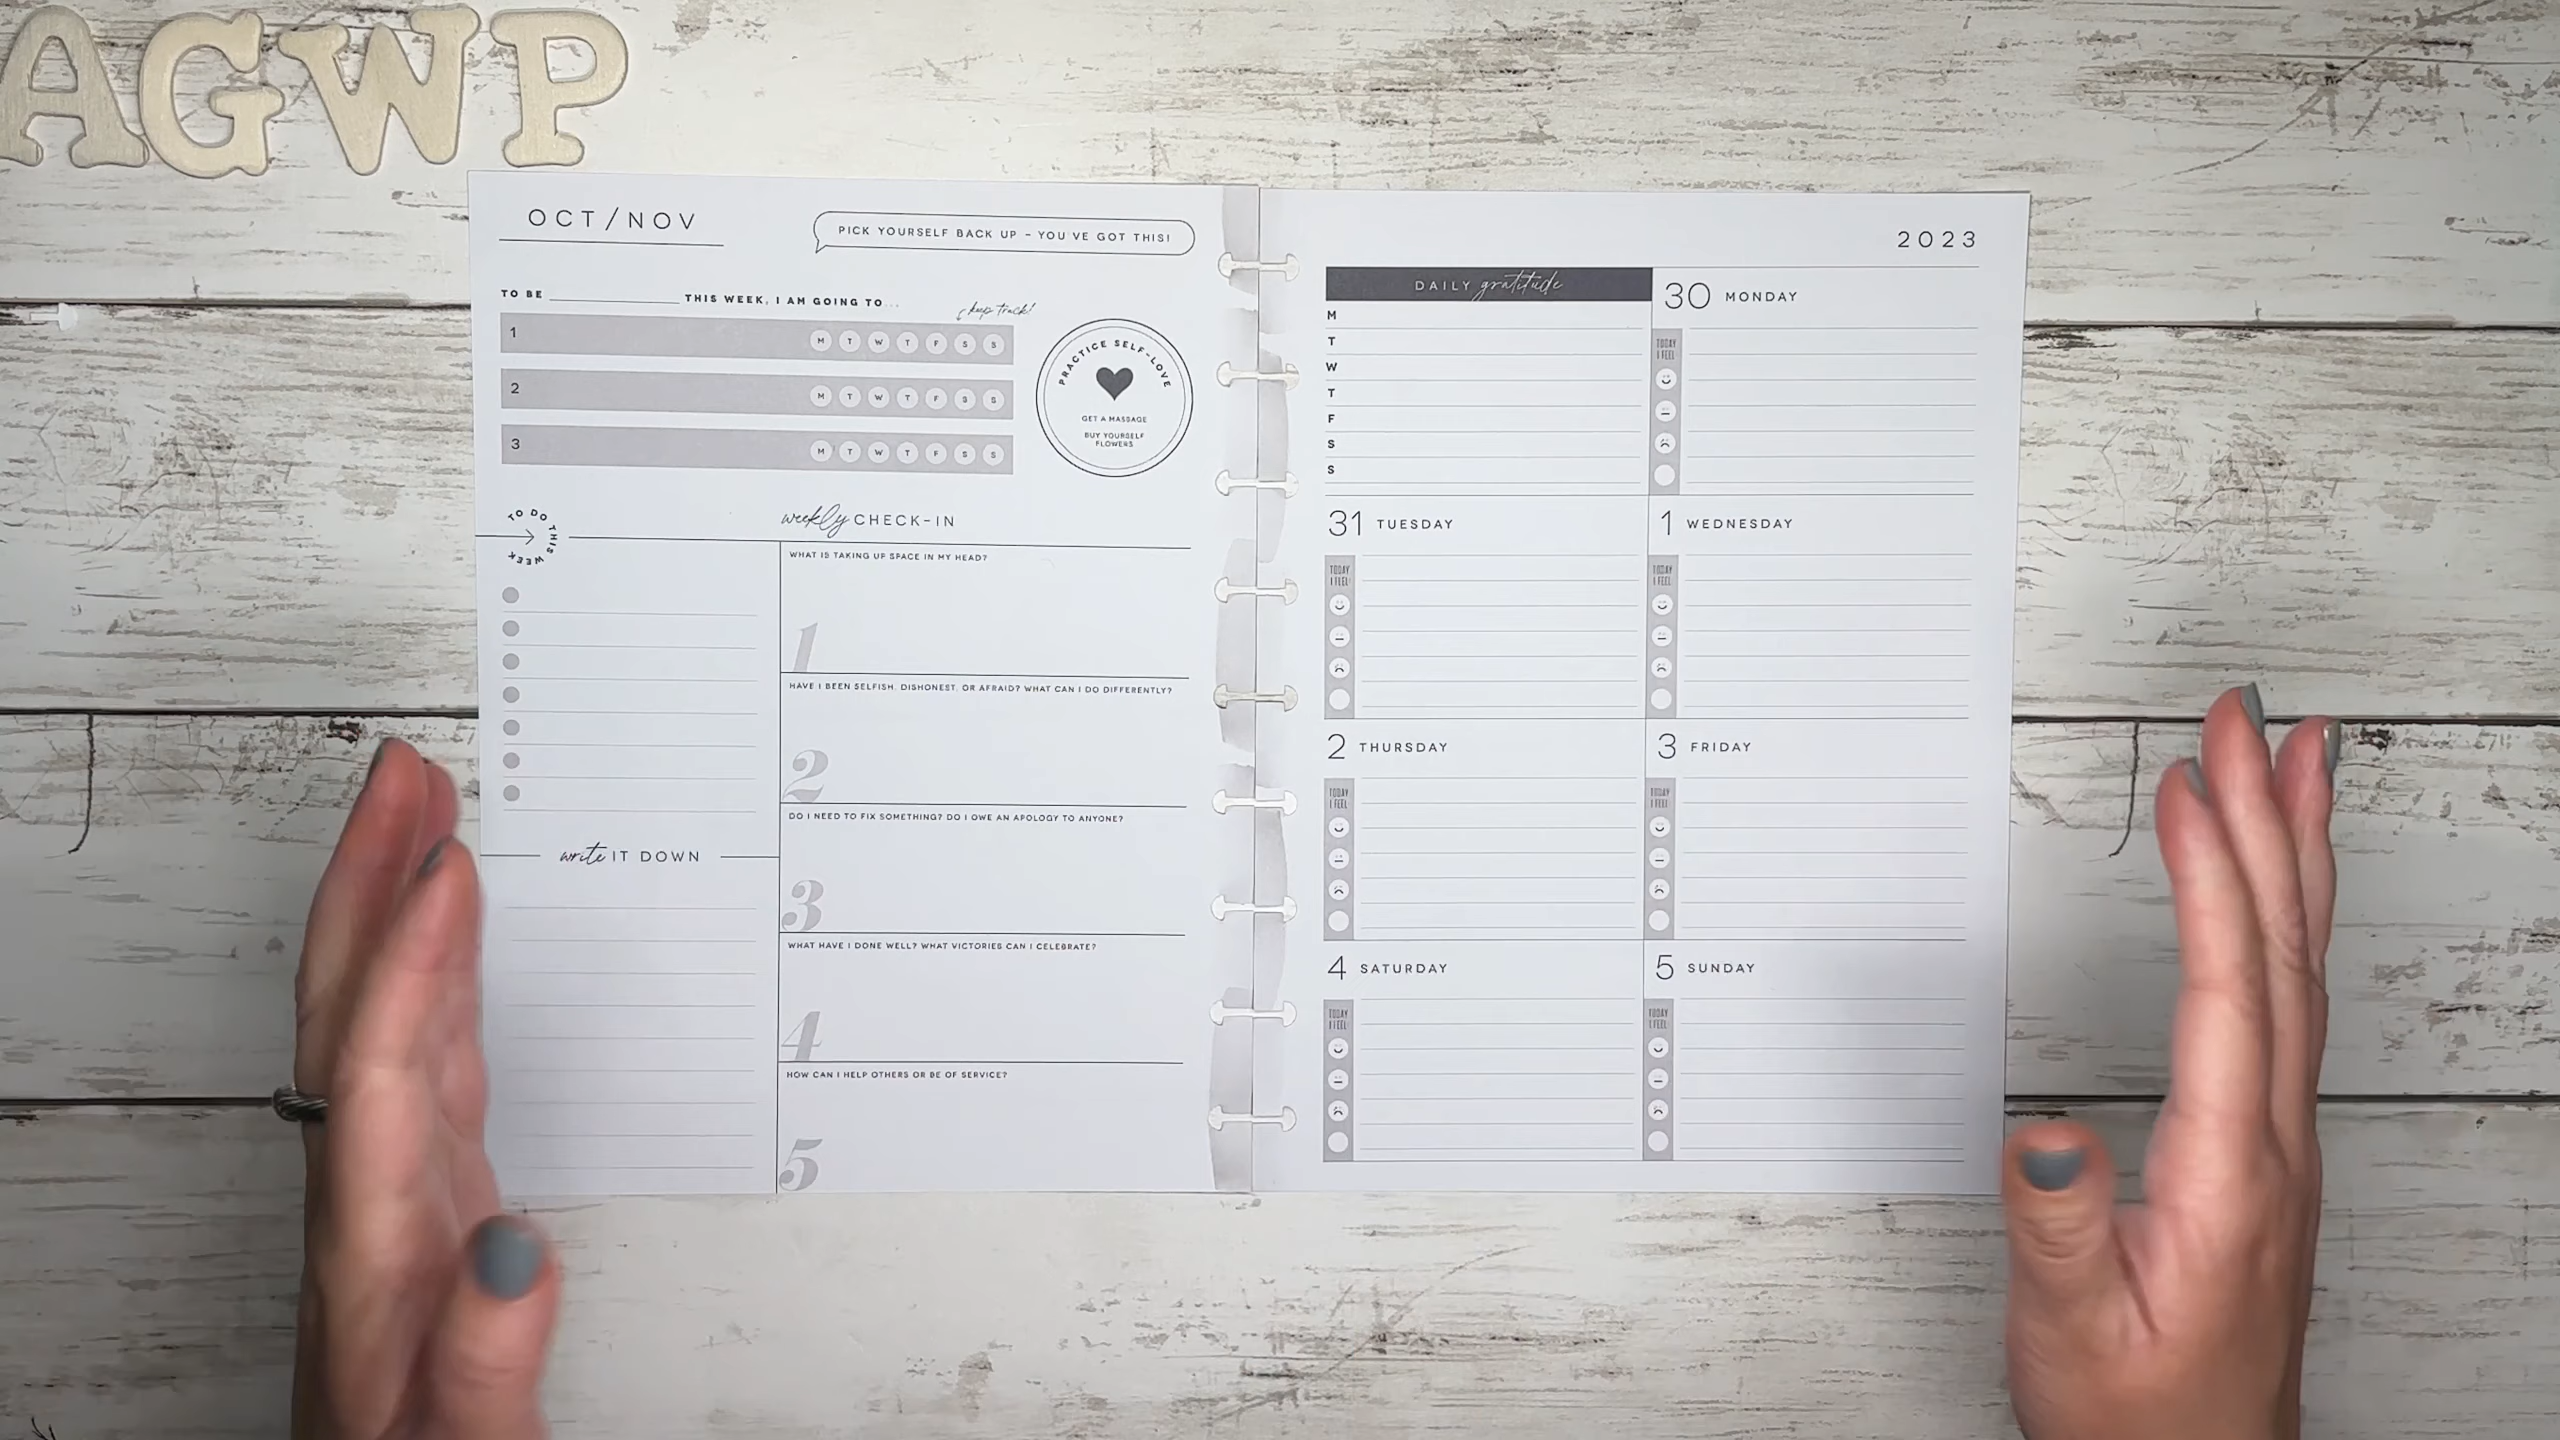 AGWP
OCT/NOV
PICK YOURSELF BACK UP – YOU'VE GOT THIS!
TO BE ____________ THIS WEEK, I AM GOING TO...
keep track!
1 M T W T F S S
2 M T W T F S S
3 M T W T F S S
PRACTICE SELF-LOVE
GET A MASSAGE
BUY YOURSELF
FLOWERS
TO DO THIS WEEK
weekly CHECK-IN
WHAT IS TAKING UP SPACE IN MY HEAD?
1
HAVE I BEEN SELFISH, DISHONEST, OR AFRAID? WHAT CAN I DO DIFFERENTLY?
2
DO I NEED TO FIX SOMETHING? DO I OWE AN APOLOGY TO ANYONE?
3
WHAT HAVE I DONE WELL? WHAT VICTORIES CAN I CELEBRATE?
4
HOW CAN I HELP OTHERS OR BE OF SERVICE?
5
write IT DOWN
2023
DAILY gratitude
M
T
W
T
F
S
S
30 MONDAY
TODAY
I FEEL
31 TUESDAY
TODAY
I FEEL
1 WEDNESDAY
TODAY
I FEEL
2 THURSDAY
TODAY
I FEEL
3 FRIDAY
TODAY
I FEEL
4 SATURDAY
TODAY
I FEEL
5 SUNDAY
TODAY
I FEEL